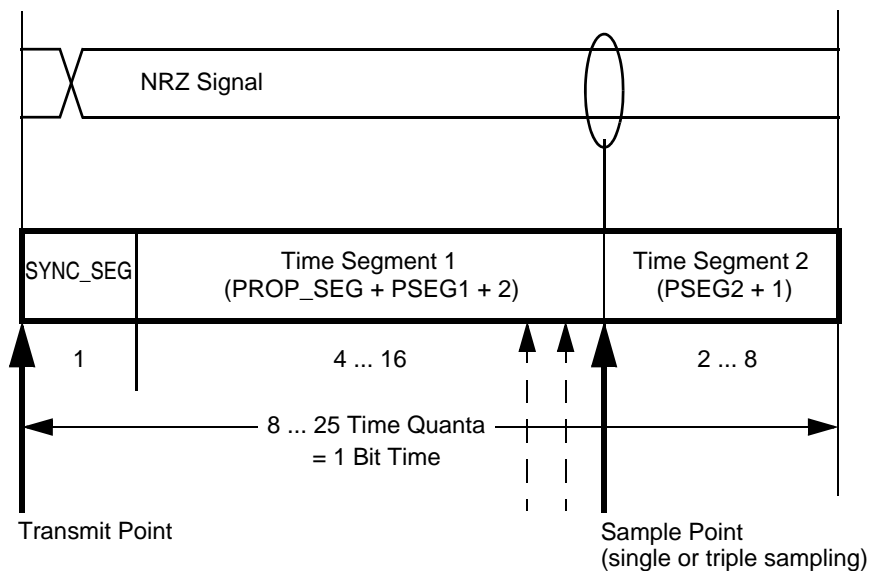 NRZ Signal
SYNC_SEG
Time Segment 1
(PROP_SEG + PSEG1 + 2)
Time Segment 2
(PSEG2 + 1)
1
4 ... 16
2 ... 8
8 ... 25 Time Quanta
= 1 Bit Time
Transmit Point
Sample Point
(single or triple sampling)